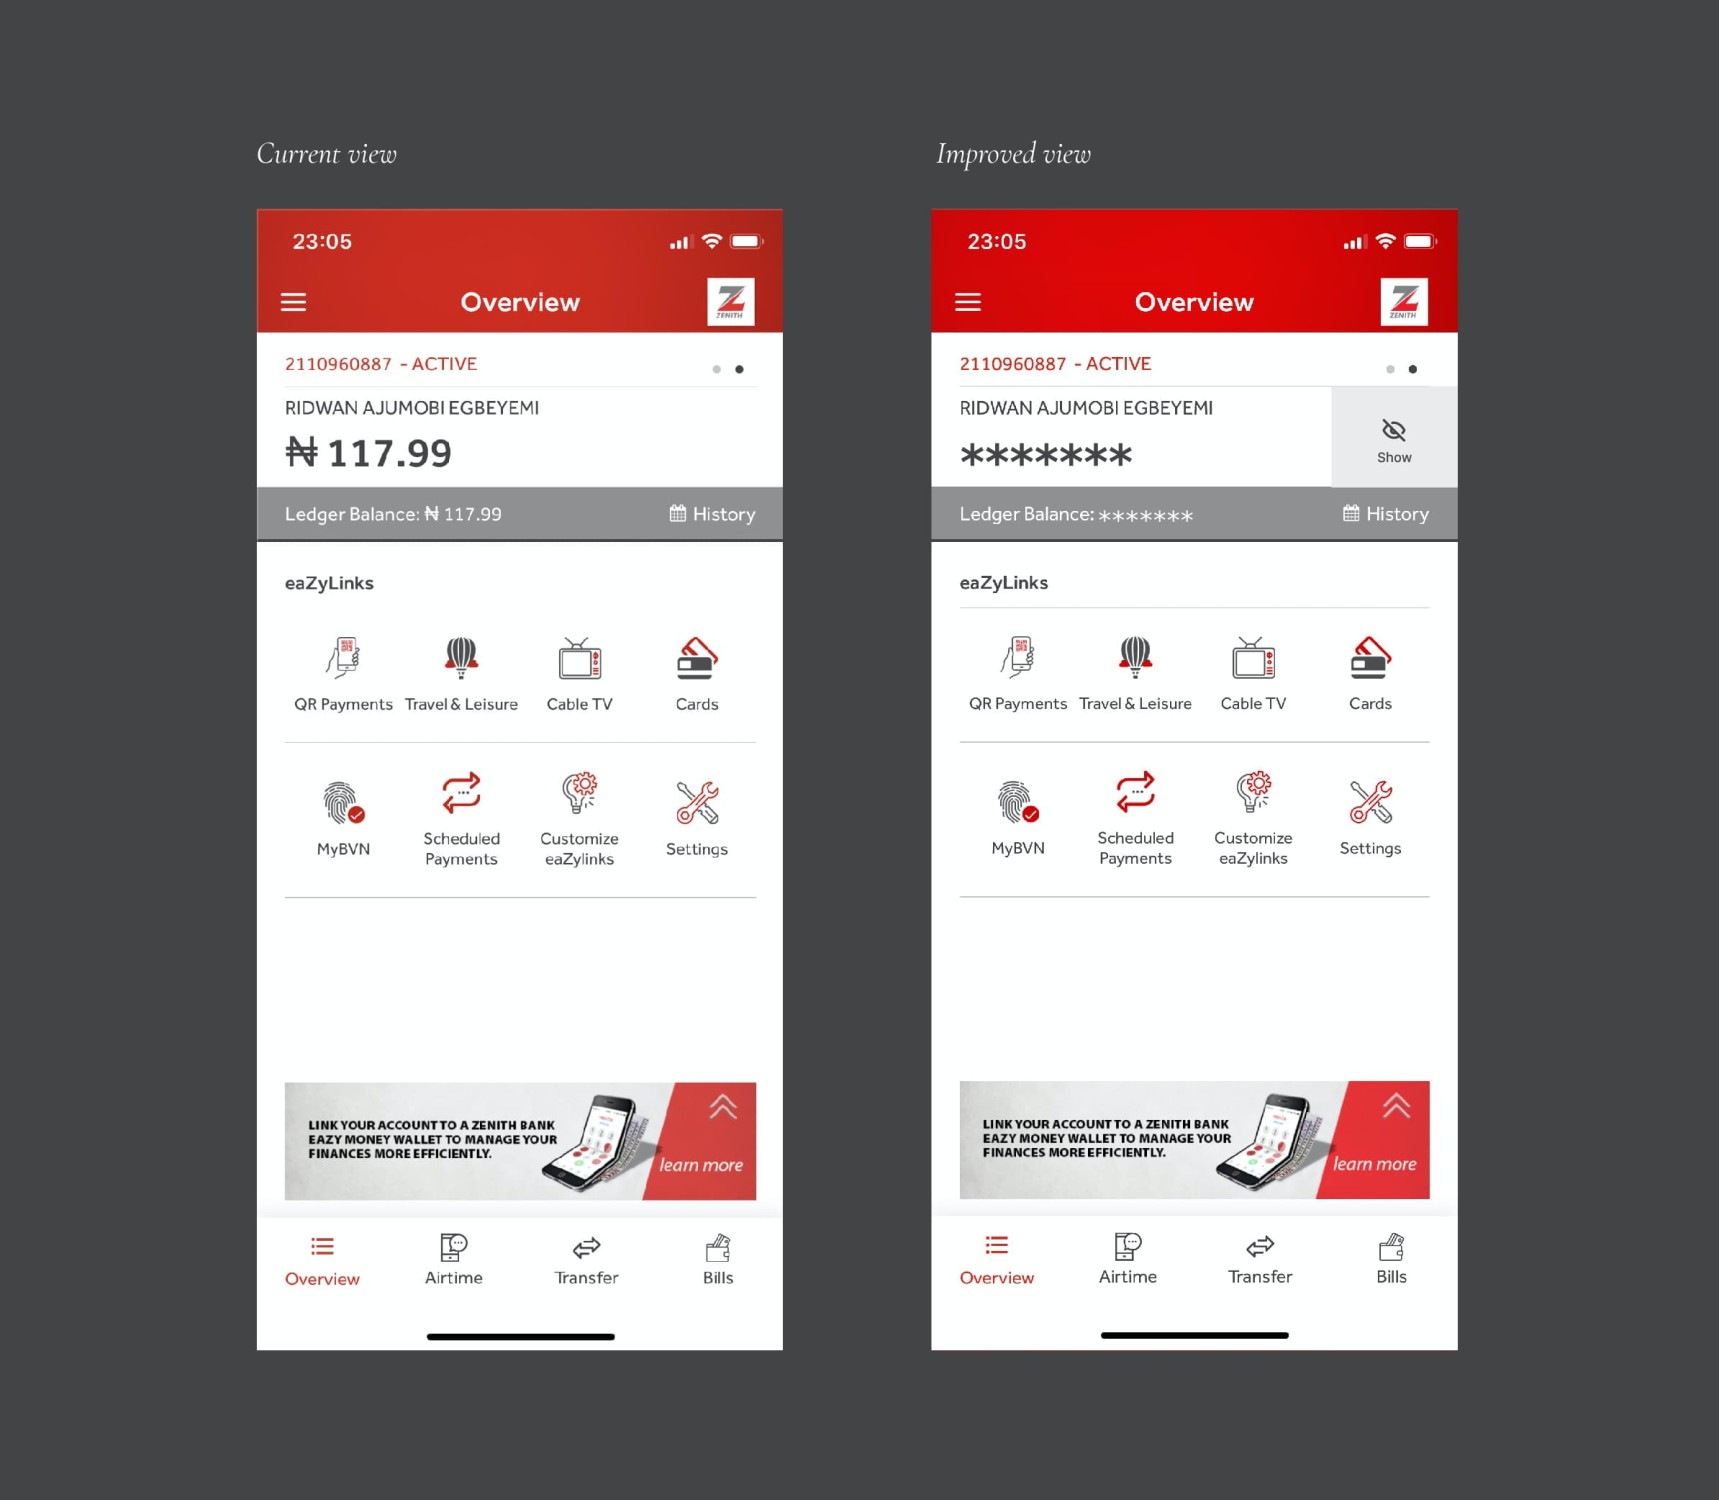 Current view
23:05
Overview
ZENITH
2110960887 - ACTIVE
RIDWAN AJUMOBI EGBEYEMI
₦ 117.99
Ledger Balance: ₦ 117.99
History
eaZyLinks
QR Payments
Travel & Leisure
Cable TV
Cards
MyBVN
Scheduled
Payments
Customize
eaZylinks
Settings
LINK YOUR ACCOUNT TO A ZENITH BANK
EAZY MONEY WALLET TO MANAGE YOUR
FINANCES MORE EFFICIENTLY.
learn more
Overview
Airtime
Transfer
Bills
Improved view
23:05
Overview
ZENITH
2110960887 - ACTIVE
RIDWAN AJUMOBI EGBEYEMI
*******
Show
Ledger Balance: *******
History
eaZyLinks
QR Payments
Travel & Leisure
Cable TV
Cards
MyBVN
Scheduled
Payments
Customize
eaZylinks
Settings
LINK YOUR ACCOUNT TO A ZENITH BANK
EAZY MONEY WALLET TO MANAGE YOUR
FINANCES MORE EFFICIENTLY.
learn more
Overview
Airtime
Transfer
Bills